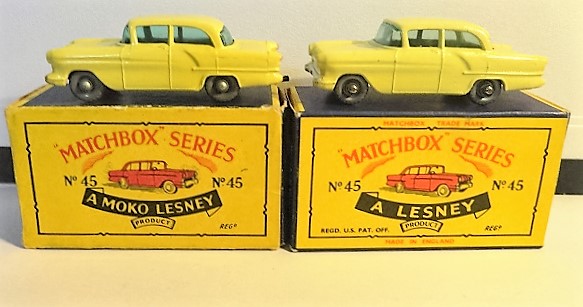 "MATCHBOX" SERIES
Nº 45
Nº 45
A MOKO LESNEY
PRODUCT
REGD
MATCHBOX TRADE MARK
"MATCHBOX" SERIES
Nº 45
Nº 45
A LESNEY
PRODUCT
REGD. U.S. PAT. OFF.
REGD
MADE IN ENGLAND